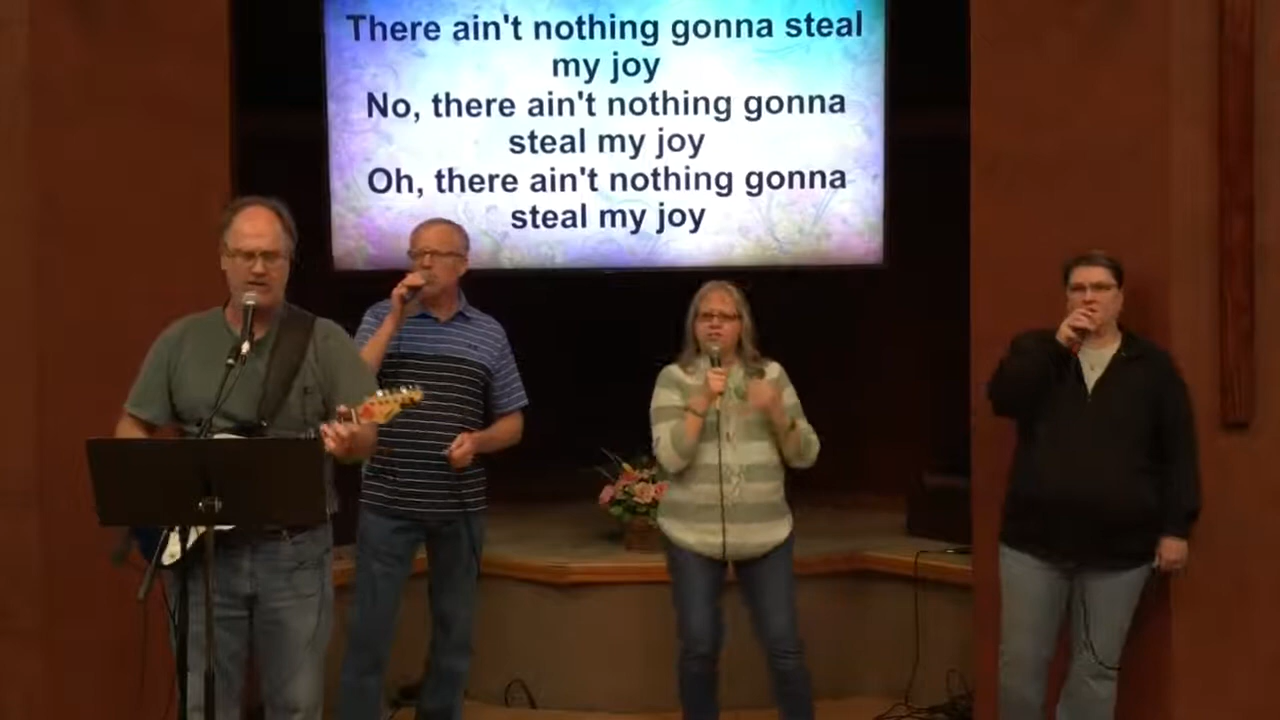 There ain't nothing gonna steal
my joy
No, there ain't nothing gonna
steal my joy
Oh, there ain't nothing gonna
steal my joy